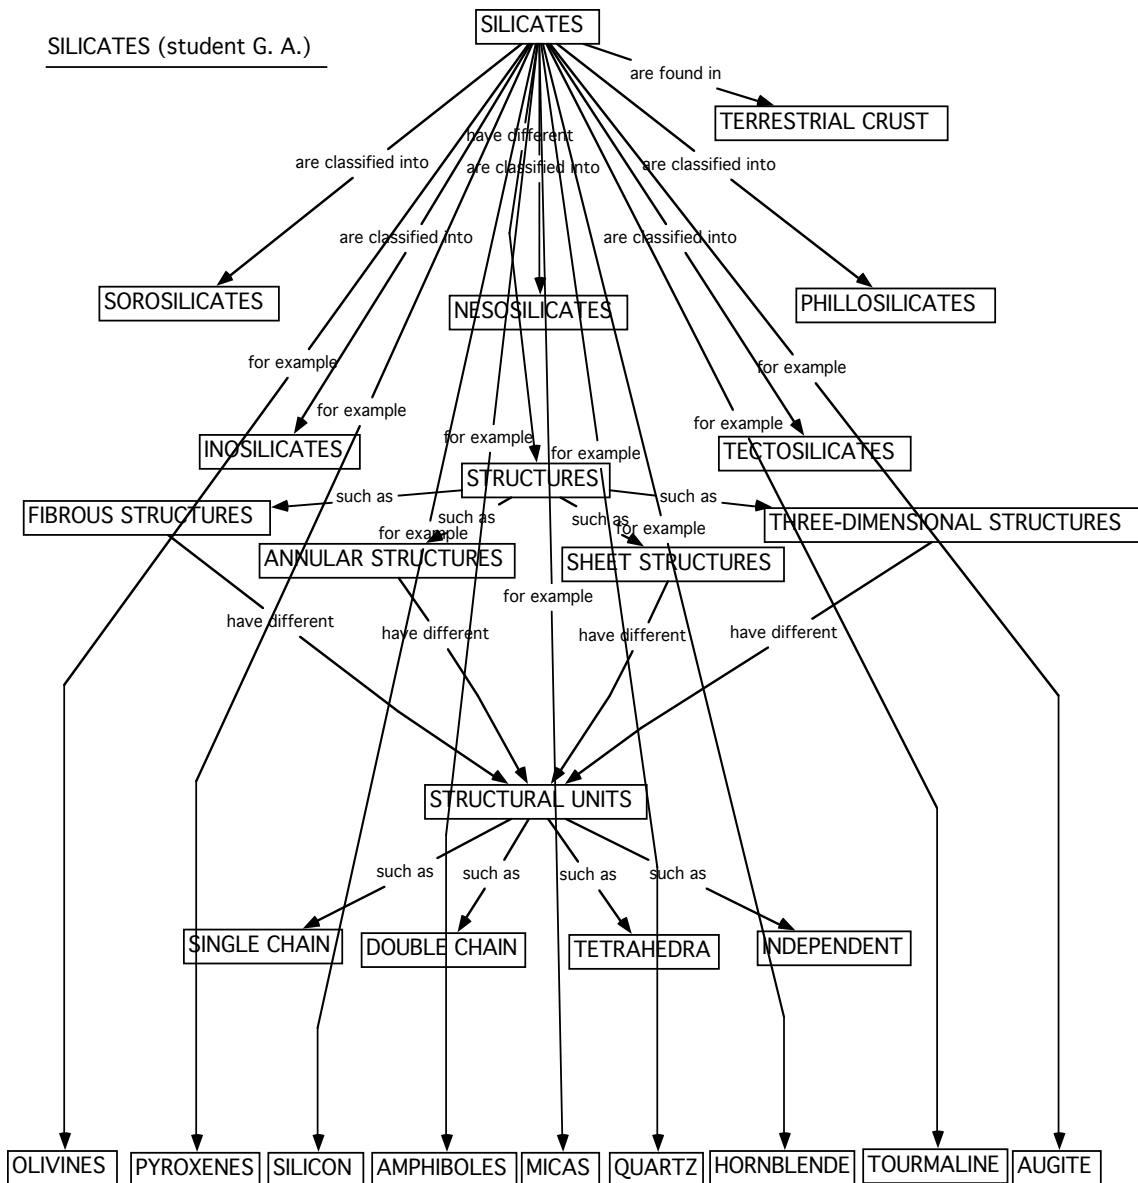 SILICATES
SILICATES (student G. A.)
are found in
TERRESTRIAL CRUST
have different
are classified into
are classified into
are classified into
are classified into
are classified into
SOROSILICATES
NESOSILICATES
PHILLOSILICATES
for example
for example
for example
for example
INOSILICATES
for example
for example
TECTOSILICATES
STRUCTURES
such as
such as
FIBROUS STRUCTURES
such as
such as
THREE-DIMENSIONAL STRUCTURES
for example
for example
ANNULAR STRUCTURES
SHEET STRUCTURES
for example
have different
have different
have different
have different
STRUCTURAL UNITS
such as
such as
such as
such as
SINGLE CHAIN
DOUBLE CHAIN
TETRAHEDRA
INDEPENDENT
OLIVINES
PYROXENES
SILICON
AMPHIBOLES
MICAS
QUARTZ
HORNBLENDE
TOURMALINE
AUGITE